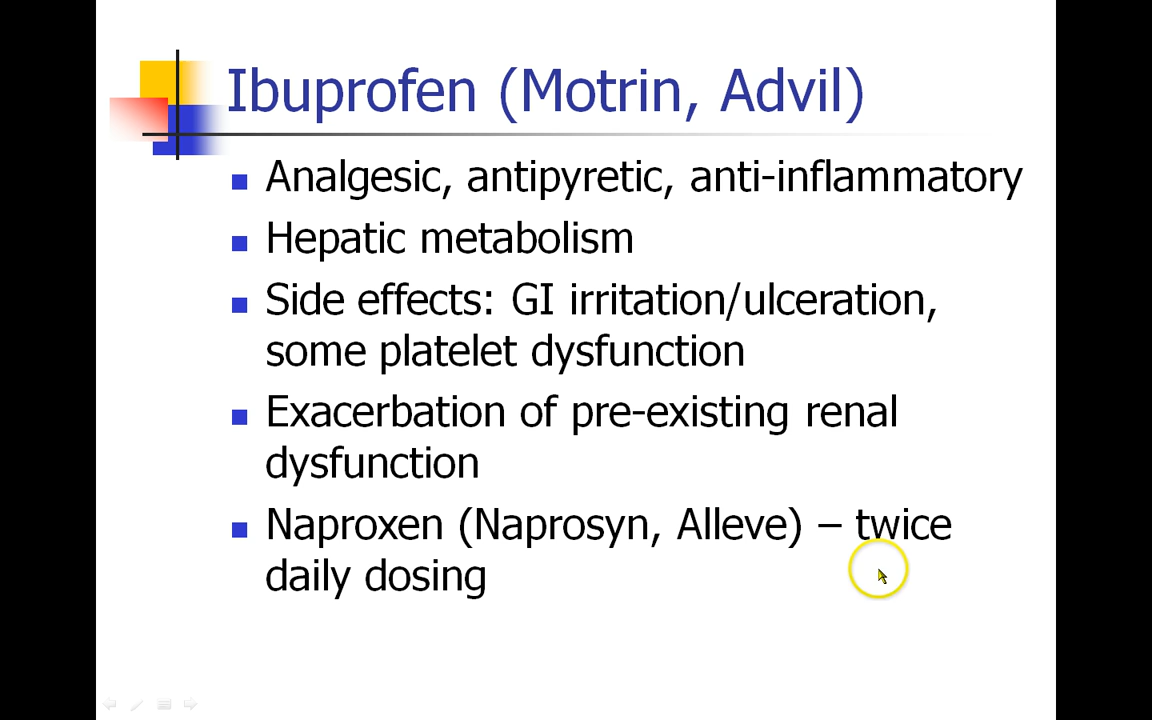 Ibuprofen (Motrin, Advil)
Analgesic, antipyretic, anti-inflammatory
Hepatic metabolism
Side effects: GI irritation/ulceration,
some platelet dysfunction
Exacerbation of pre-existing renal
dysfunction
Naproxen (Naprosyn, Alleve) – twice
daily dosing